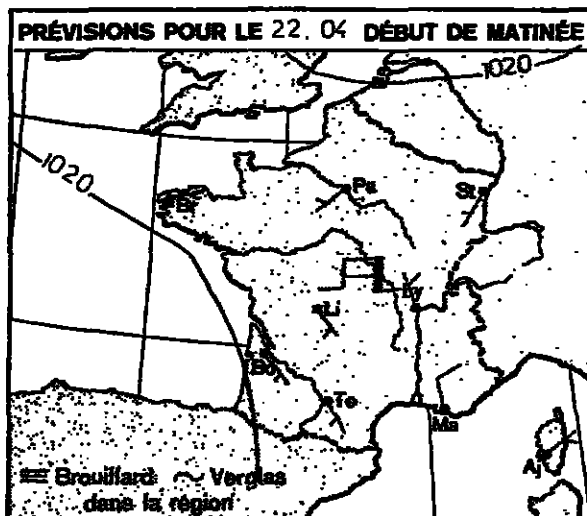 PRÉVISIONS POUR LE 22. 04 DÉBUT DE MATINÉE
1020
1020
Pa
St
Br
Ly
Li
Bo
To
Ma
Aj
Brouillard Verglas
dans la région